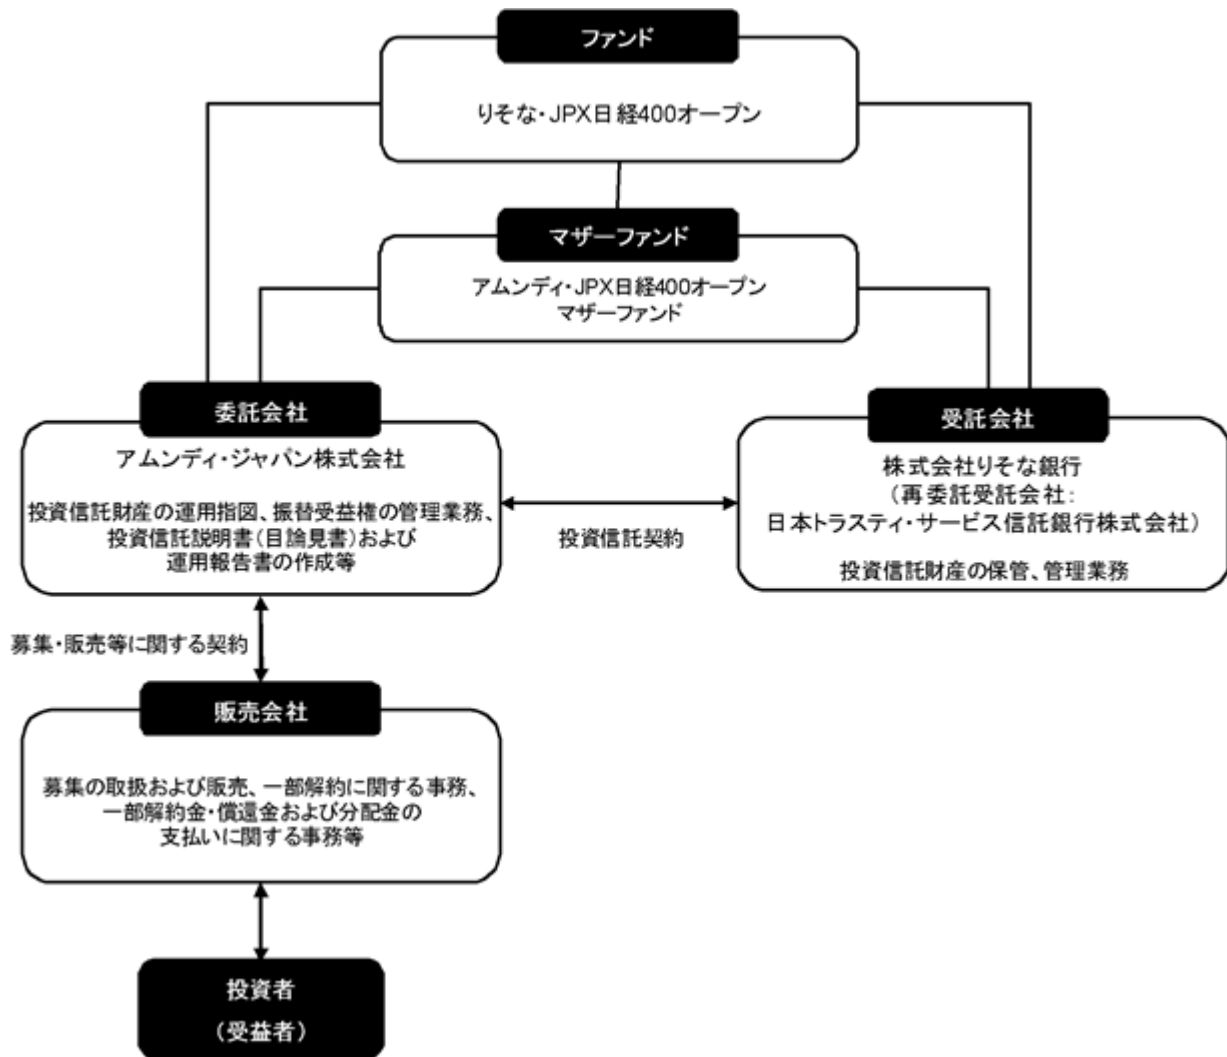 ファンド
りそな・JPX日経400オープン
マザーファンド
アムンディ・JPX日経400オープン
マザーファンド
委託会社
アムンディ・ジャパン株式会社
投資信託財産の運用指図、振替受益権の管理業務、
投資信託説明書(目論見書)および
運用報告書の作成等
投資信託契約
受託会社
株式会社りそな銀行
(再委託受託会社:
日本トラスティ・サービス信託銀行株式会社)
投資信託財産の保管、管理業務
募集・販売等に関する契約
販売会社
募集の取扱および販売、一部解約に関する事務、
一部解約金・償還金および分配金の
支払いに関する事務等
投資者
(受益者)